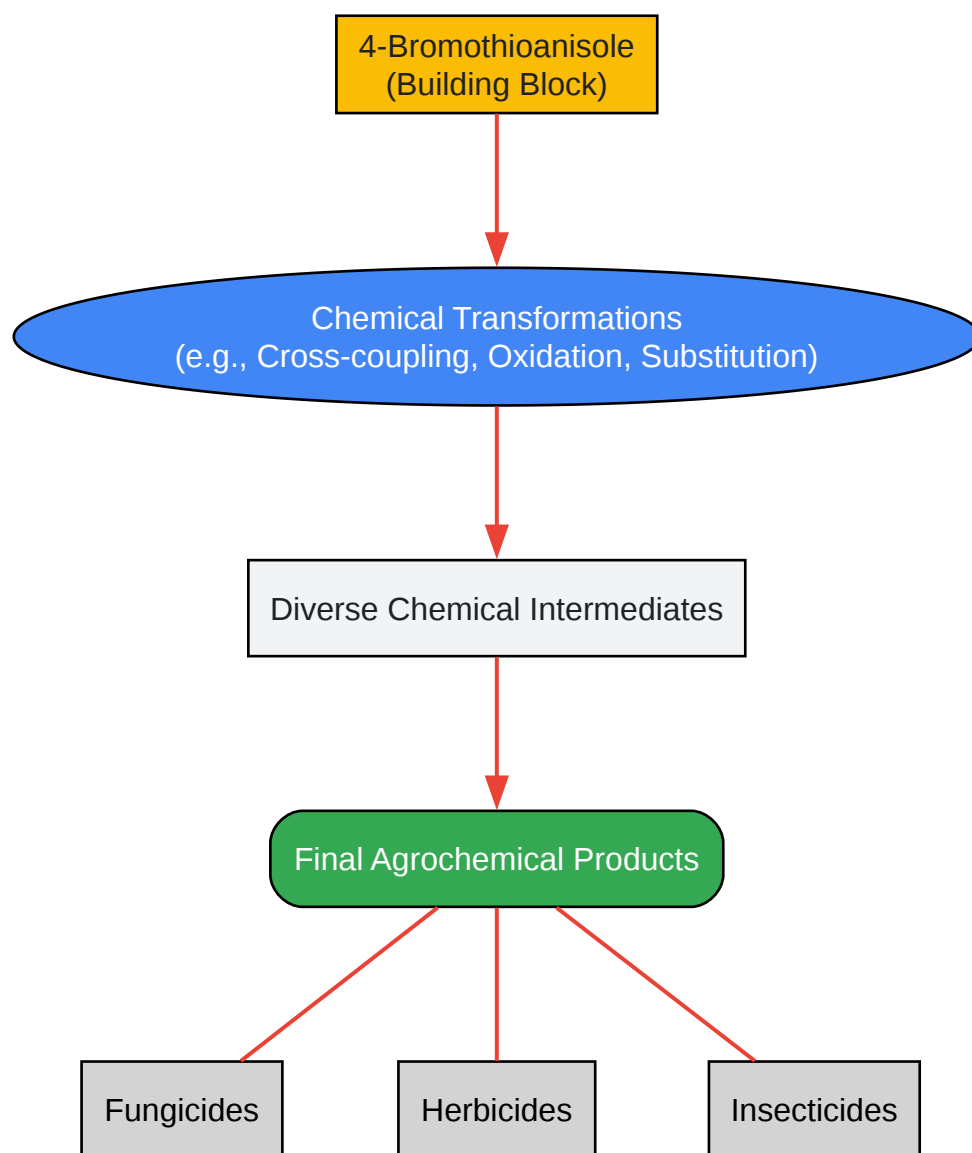 4-Bromothioanisole
(Building Block)
Chemical Transformations
(e.g., Cross-coupling, Oxidation, Substitution)
Diverse Chemical Intermediates
Final Agrochemical Products
Fungicides
Herbicides
Insecticides